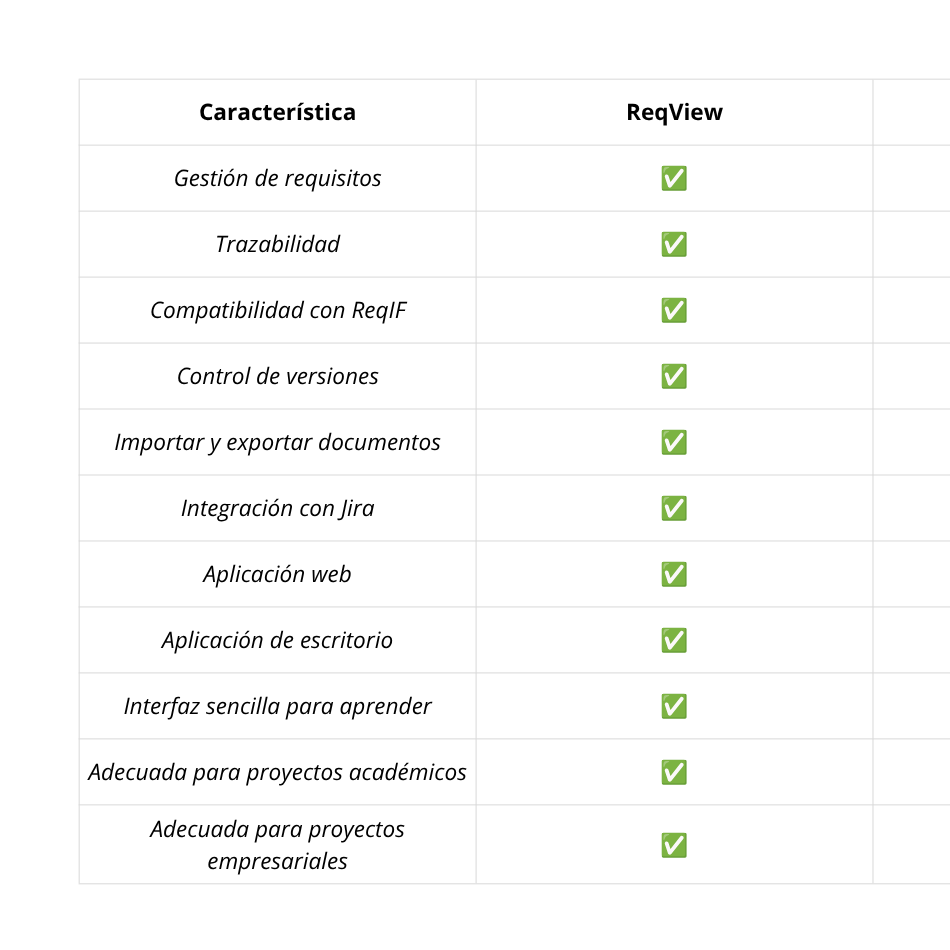 Característica ReqView
Gestión de requisitos ✅
Trazabilidad ✅
Compatibilidad con ReqIF ✅
Control de versiones ✅
Importar y exportar documentos ✅
Integración con Jira ✅
Aplicación web ✅
Aplicación de escritorio ✅
Interfaz sencilla para aprender ✅
Adecuada para proyectos académicos ✅
Adecuada para proyectos
empresariales ✅